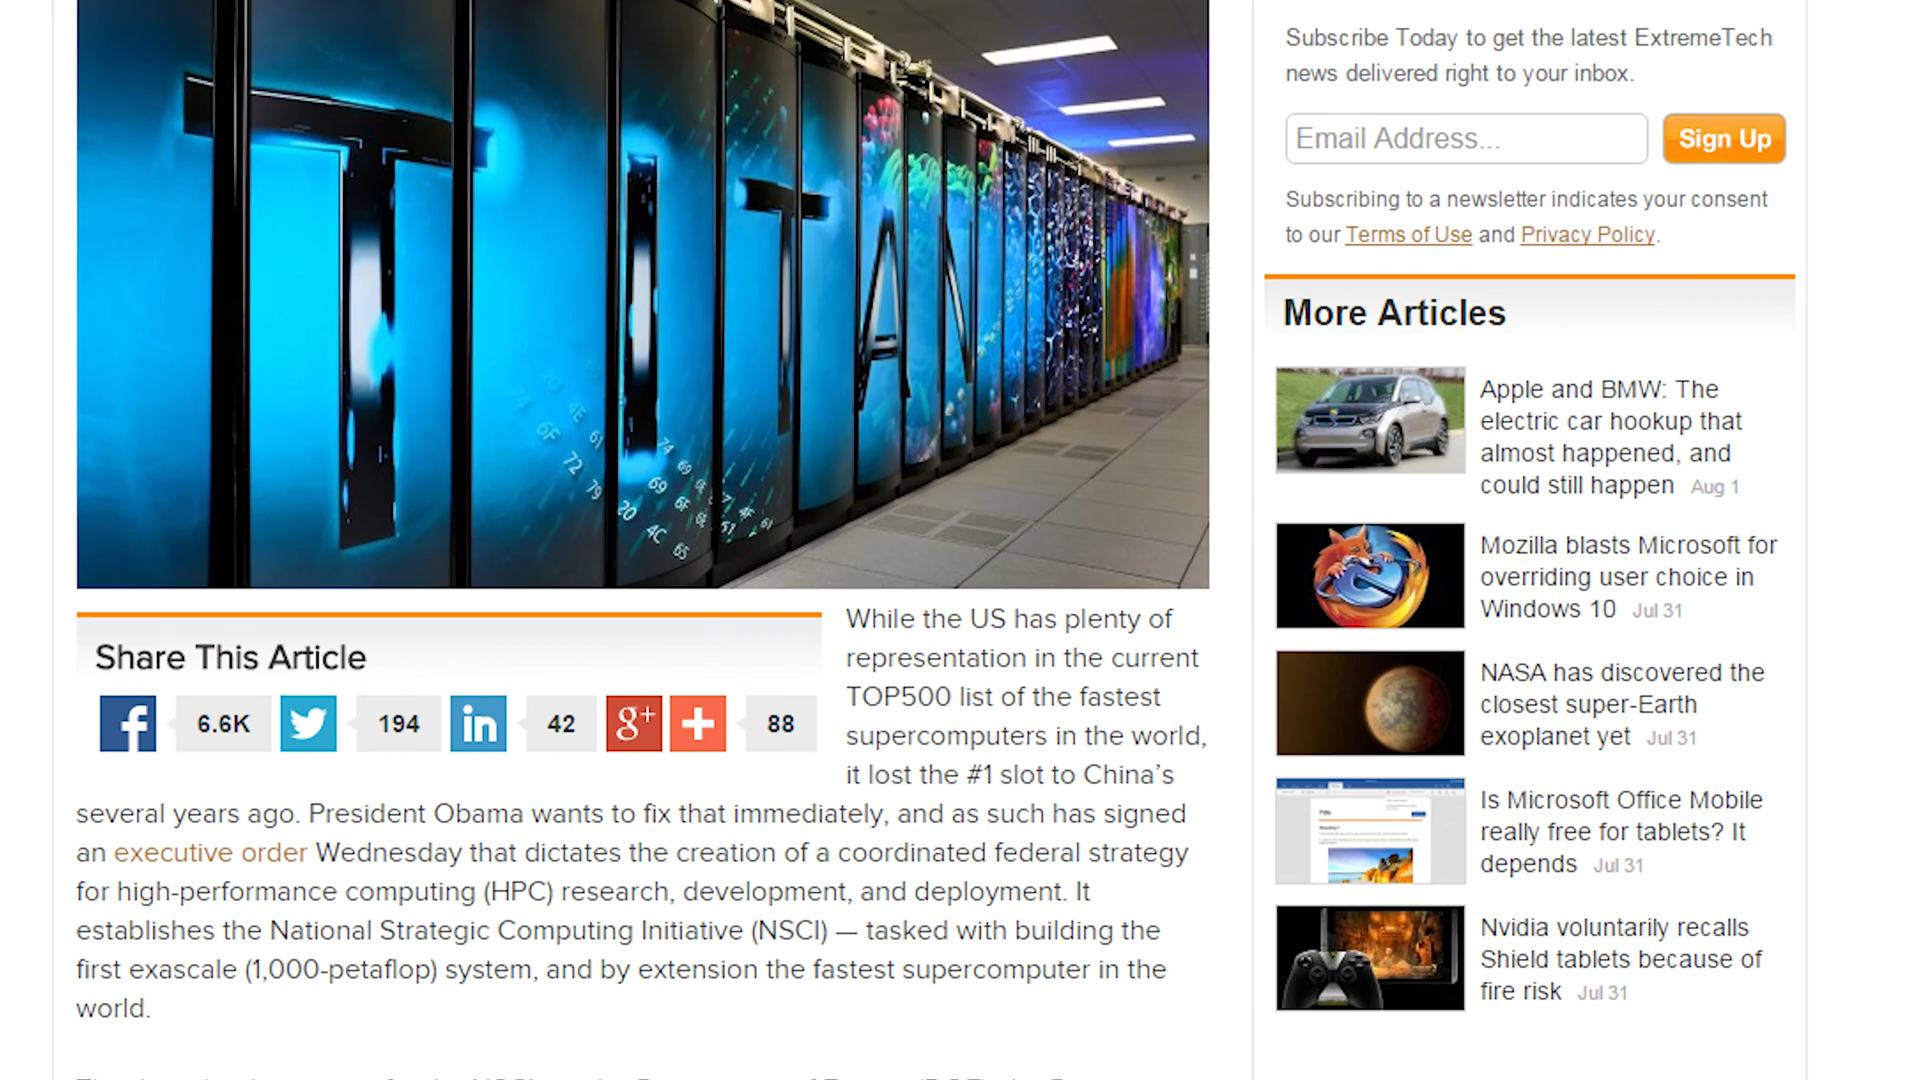 TITAN
Share This Article
6.6K
194
in
42
g+
88
While the US has plenty of
representation in the current
TOP500 list of the fastest
supercomputers in the world,
it lost the #1 slot to China’s
several years ago. President Obama wants to fix that immediately, and as such has signed
an executive order Wednesday that dictates the creation of a coordinated federal strategy
for high-performance computing (HPC) research, development, and deployment. It
establishes the National Strategic Computing Initiative (NSCI) — tasked with building the
first exascale (1,000-petaflop) system, and by extension the fastest supercomputer in the
world.
Subscribe Today to get the latest ExtremeTech
news delivered right to your inbox.
Email Address...
Sign Up
Subscribing to a newsletter indicates your consent
to our Terms of Use and Privacy Policy.
More Articles
Apple and BMW: The
electric car hookup that
almost happened, and
could still happen Aug 1
Mozilla blasts Microsoft for
overriding user choice in
Windows 10 Jul 31
NASA has discovered the
closest super-Earth
exoplanet yet Jul 31
Is Microsoft Office Mobile
really free for tablets? It
depends Jul 31
Nvidia voluntarily recalls
Shield tablets because of
fire risk Jul 31